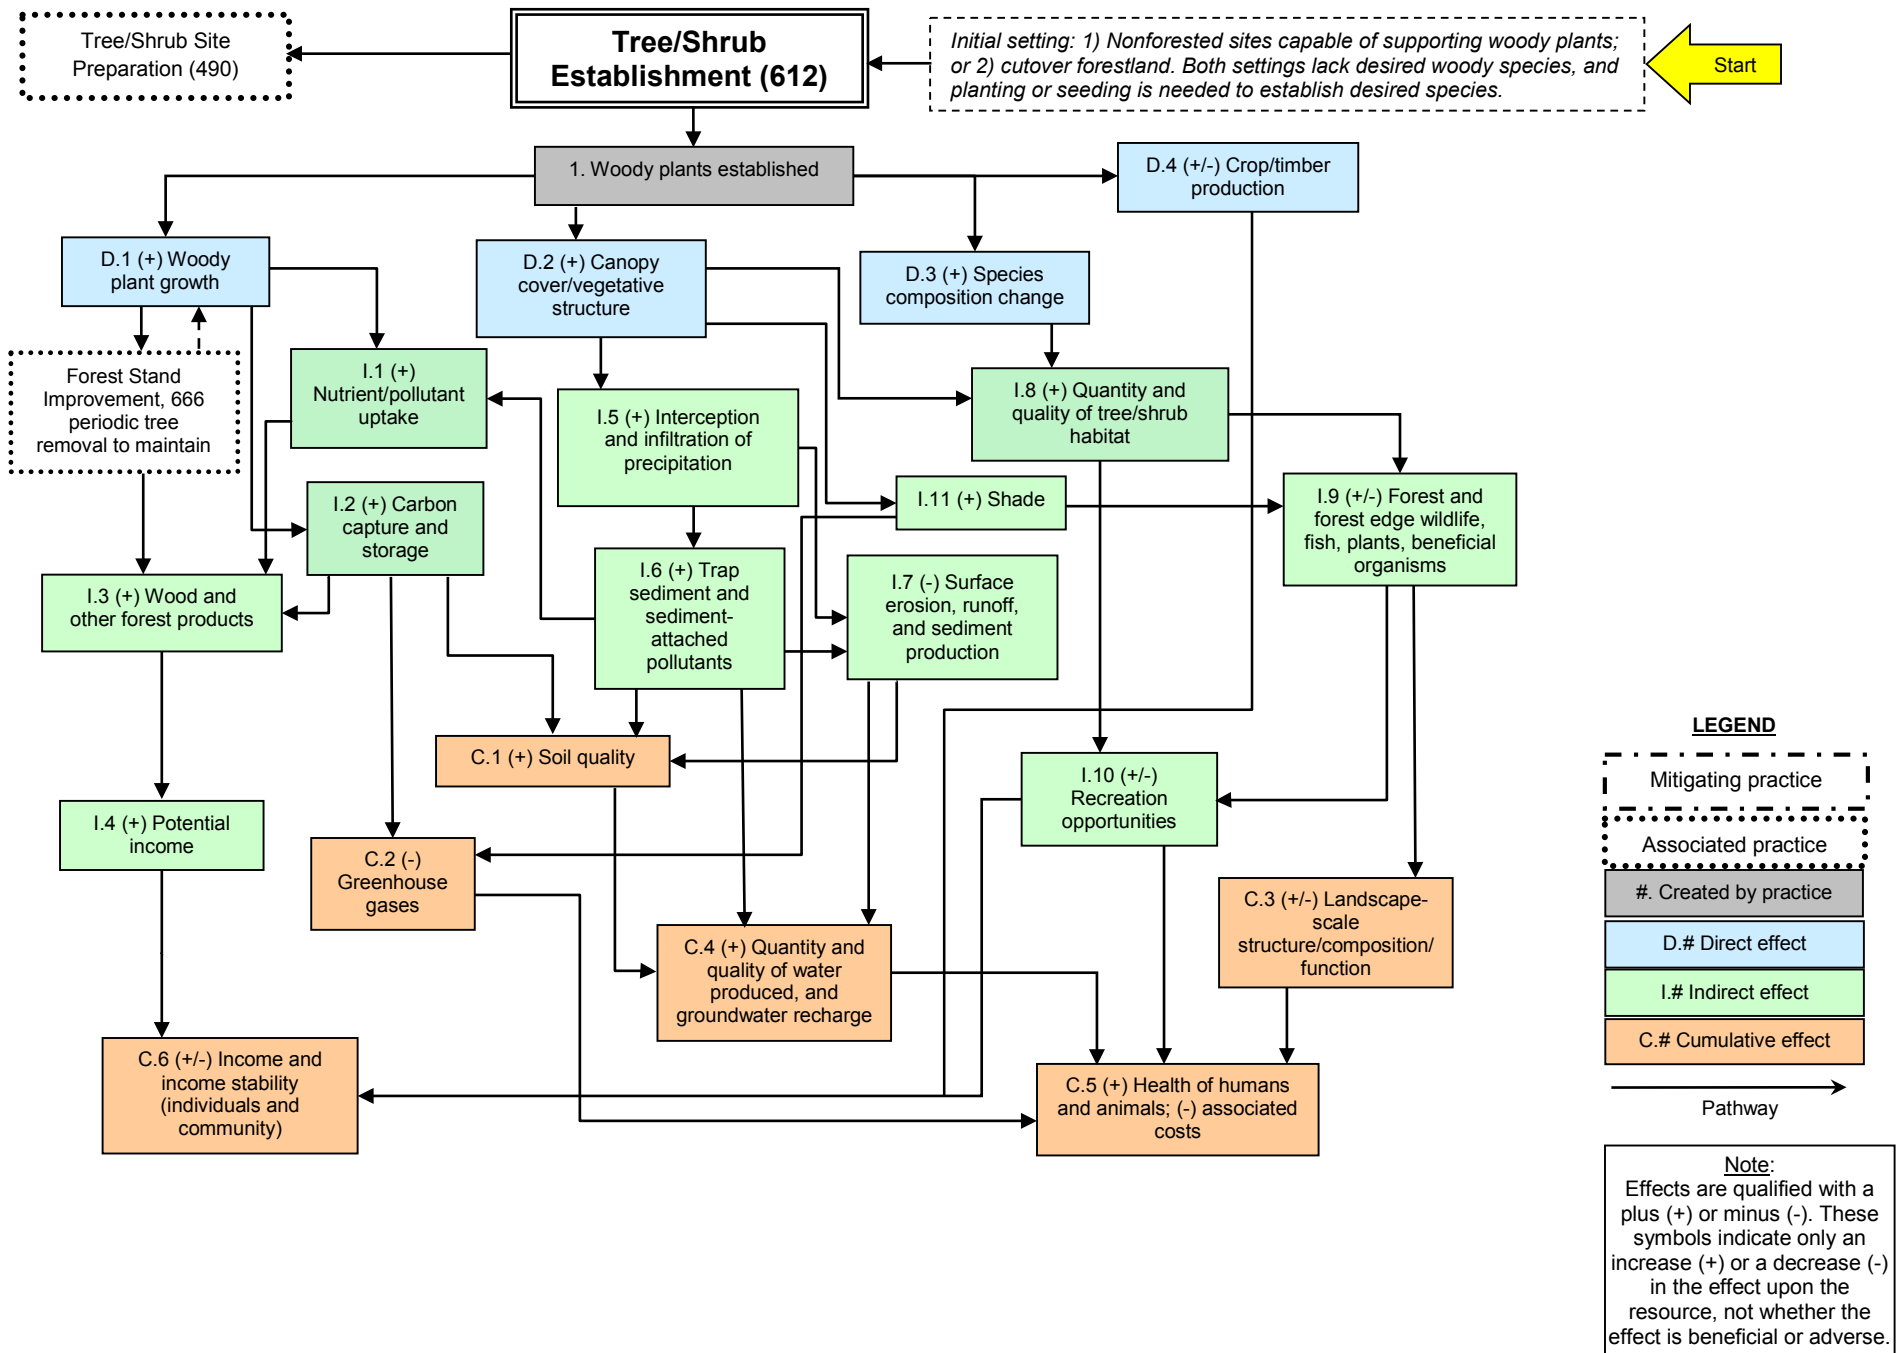 Tree/Shrub Site
Preparation (490)
Tree/Shrub
Establishment (612)
Initial setting: 1) Nonforested sites capable of supporting woody plants;
or 2) cutover forestland. Both settings lack desired woody species, and
planting or seeding is needed to establish desired species.
Start
1. Woody plants established
D.4 (+/-) Crop/timber
production
D.1 (+) Woody
plant growth
D.2 (+) Canopy
cover/vegetative
structure
D.3 (+) Species
composition change
Forest Stand
Improvement, 666
periodic tree
removal to maintain
I.1 (+)
Nutrient/pollutant
uptake
I.5 (+) Interception
and infiltration of
precipitation
I.8 (+) Quantity and
quality of tree/shrub
habitat
I.2 (+) Carbon
capture and
storage
I.11 (+) Shade
I.9 (+/-) Forest and
forest edge wildlife,
fish, plants, beneficial
organisms
I.3 (+) Wood and
other forest products
I.6 (+) Trap
sediment and
sediment-
attached
pollutants
I.7 (-) Surface
erosion, runoff,
and sediment
production
C.1 (+) Soil quality
I.10 (+/-)
Recreation
opportunities
I.4 (+) Potential
income
C.2 (-)
Greenhouse
gases
C.3 (+/-) Landscape-
scale
structure/composition/
function
C.4 (+) Quantity and
quality of water
produced, and
groundwater recharge
C.6 (+/-) Income and
income stability
(individuals and
community)
C.5 (+) Health of humans
and animals; (-) associated
costs
LEGEND
Mitigating practice
Associated practice
#. Created by practice
D.# Direct effect
I.# Indirect effect
C.# Cumulative effect
Pathway
Note:
Effects are qualified with a
plus (+) or minus (-). These
symbols indicate only an
increase (+) or a decrease (-)
in the effect upon the
resource, not whether the
effect is beneficial or adverse.